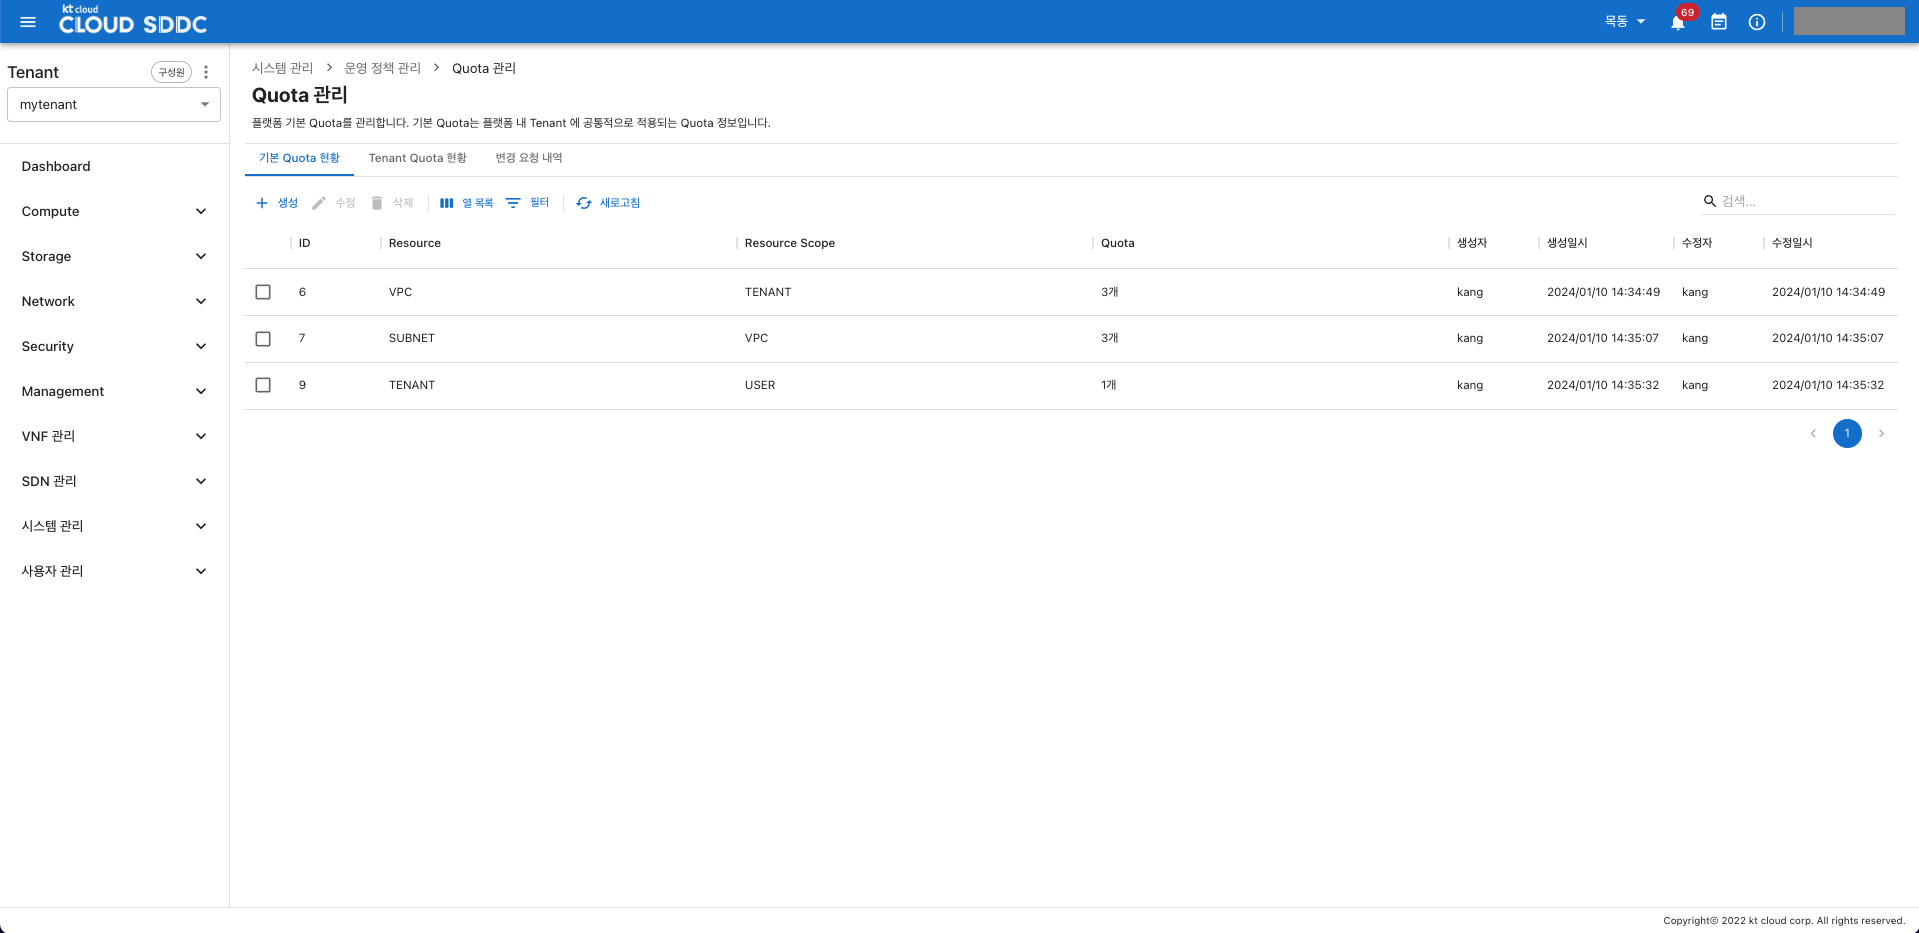 kt cloud
CLOUD SDDC
목동
69
Tenant
구성원
mytenant
Dashboard
Compute
Storage
Network
Security
Management
VNF 관리
SDN 관리
시스템 관리
사용자 관리
시스템 관리 > 운영 정책 관리 > Quota 관리
Quota 관리
플랫폼 기본 Quota를 관리합니다. 기본 Quota는 플랫폼 내 Tenant 에 공통적으로 적용되는 Quota 정보입니다.
기본 Quota 현황 Tenant Quota 현황 변경 요청 내역
생성 수정 삭제 열 목록 필터 새로고침 검색...
ID Resource Resource Scope Quota 생성자 생성일시 수정자 수정일시
6 VPC TENANT 3개 kang 2024/01/10 14:34:49 kang 2024/01/10 14:34:49
7 SUBNET VPC 3개 kang 2024/01/10 14:35:07 kang 2024/01/10 14:35:07
9 TENANT USER 1개 kang 2024/01/10 14:35:32 kang 2024/01/10 14:35:32
1
Copyright© 2022 kt cloud corp. All rights reserved.